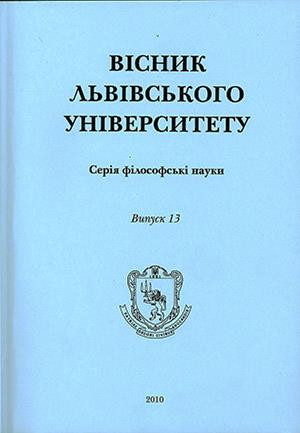 ВІСНИК
ЛЬВІВСЬКОГО
УНІВЕРСИТЕТУ
Серія філософські науки
Випуск 13
2010